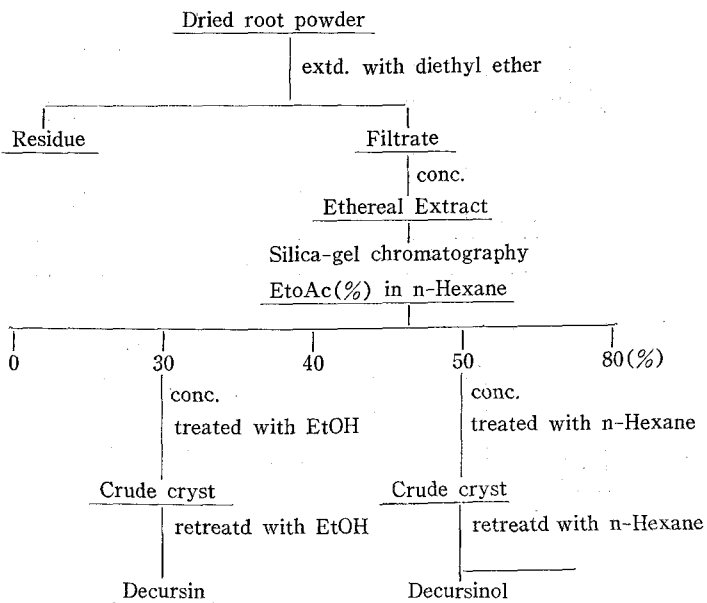 Dried root powder
extd. with diethyl ether
Residue Filtrate
conc.
Ethereal Extract
Silica-gel chromatography
EtoAc(%) in n-Hexane
0 30 40 50 80(%)
conc. conc.
treated with EtOH treated with n-Hexane
Crude cryst Crude cryst
retreatd with EtOH retreatd with n-Hexane
Decursin Decursinol